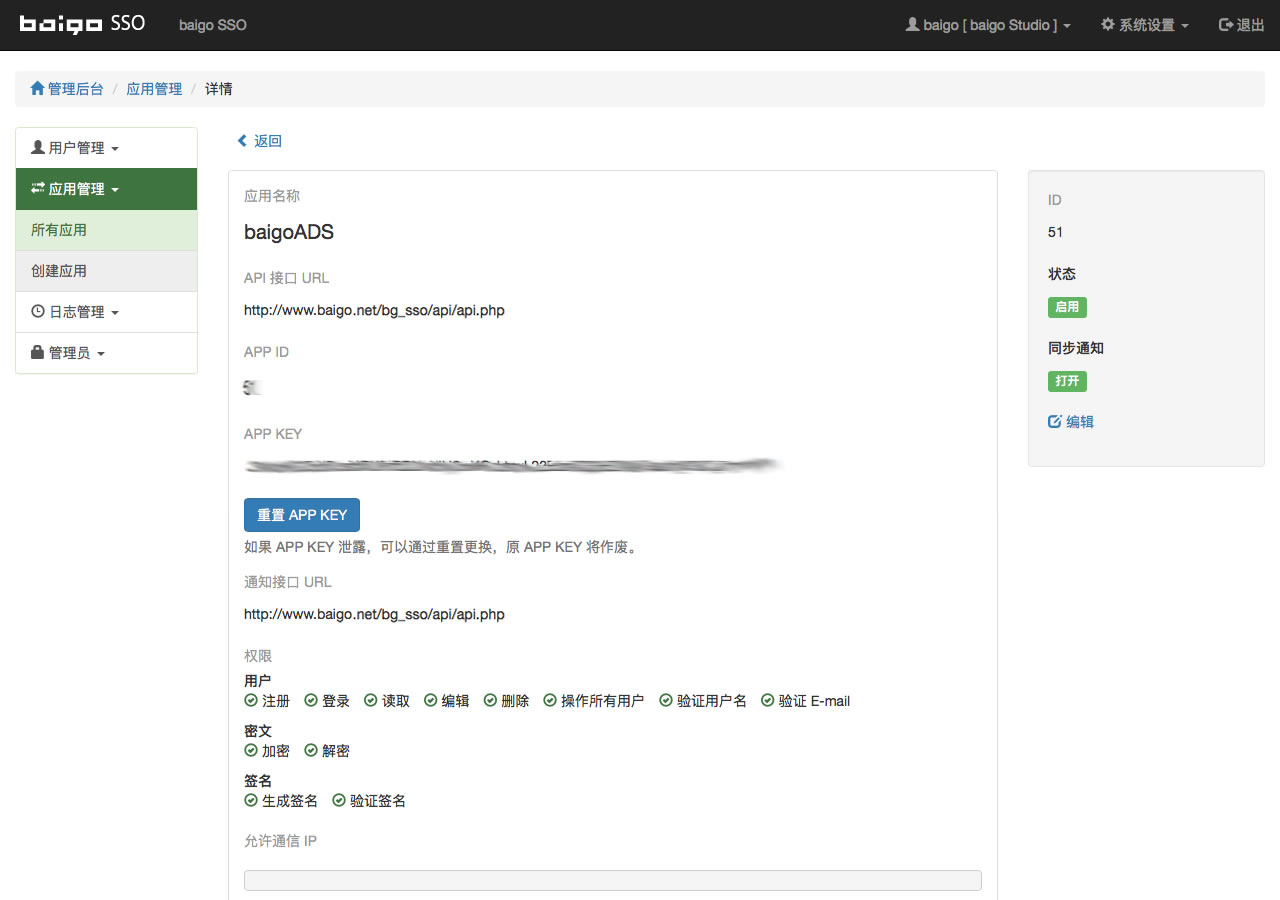 baigo SSO baigo SSO baigo [ baigo Studio ] 系统设置 退出
管理后台 / 应用管理 / 详情
用户管理
应用管理
所有应用
创建应用
日志管理
管理员
返回
应用名称
baigoADS
API 接口 URL
http://www.baigo.net/bg_sso/api/api.php
APP ID
APP KEY
重置 APP KEY
如果 APP KEY 泄露，可以通过重置更换，原 APP KEY 将作废。
通知接口 URL
http://www.baigo.net/bg_sso/api/api.php
权限
用户
注册 登录 读取 编辑 删除 操作所有用户 验证用户名 验证 E-mail
密文
加密 解密
签名
生成签名 验证签名
允许通信 IP
ID
51
状态
启用
同步通知
打开
编辑